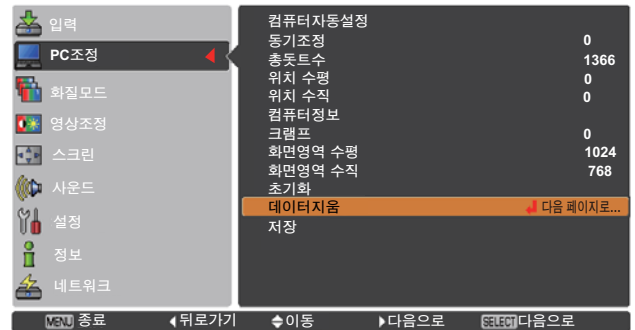 입력
PC조정
화질모드
영상조정
스크린
사운드
설정
정보
네트워크
컴퓨터자동설정
동기조정 0
총돗트수 1366
위치 수평 0
위치 수직 0
컴퓨터정보
크램프 0
화면영역 수평 1024
화면영역 수직 768
초기화
데이터지움 다음 페이지로...
저장
MENU 종료 뒤로가기 이동 다음으로 SELECT 다음으로